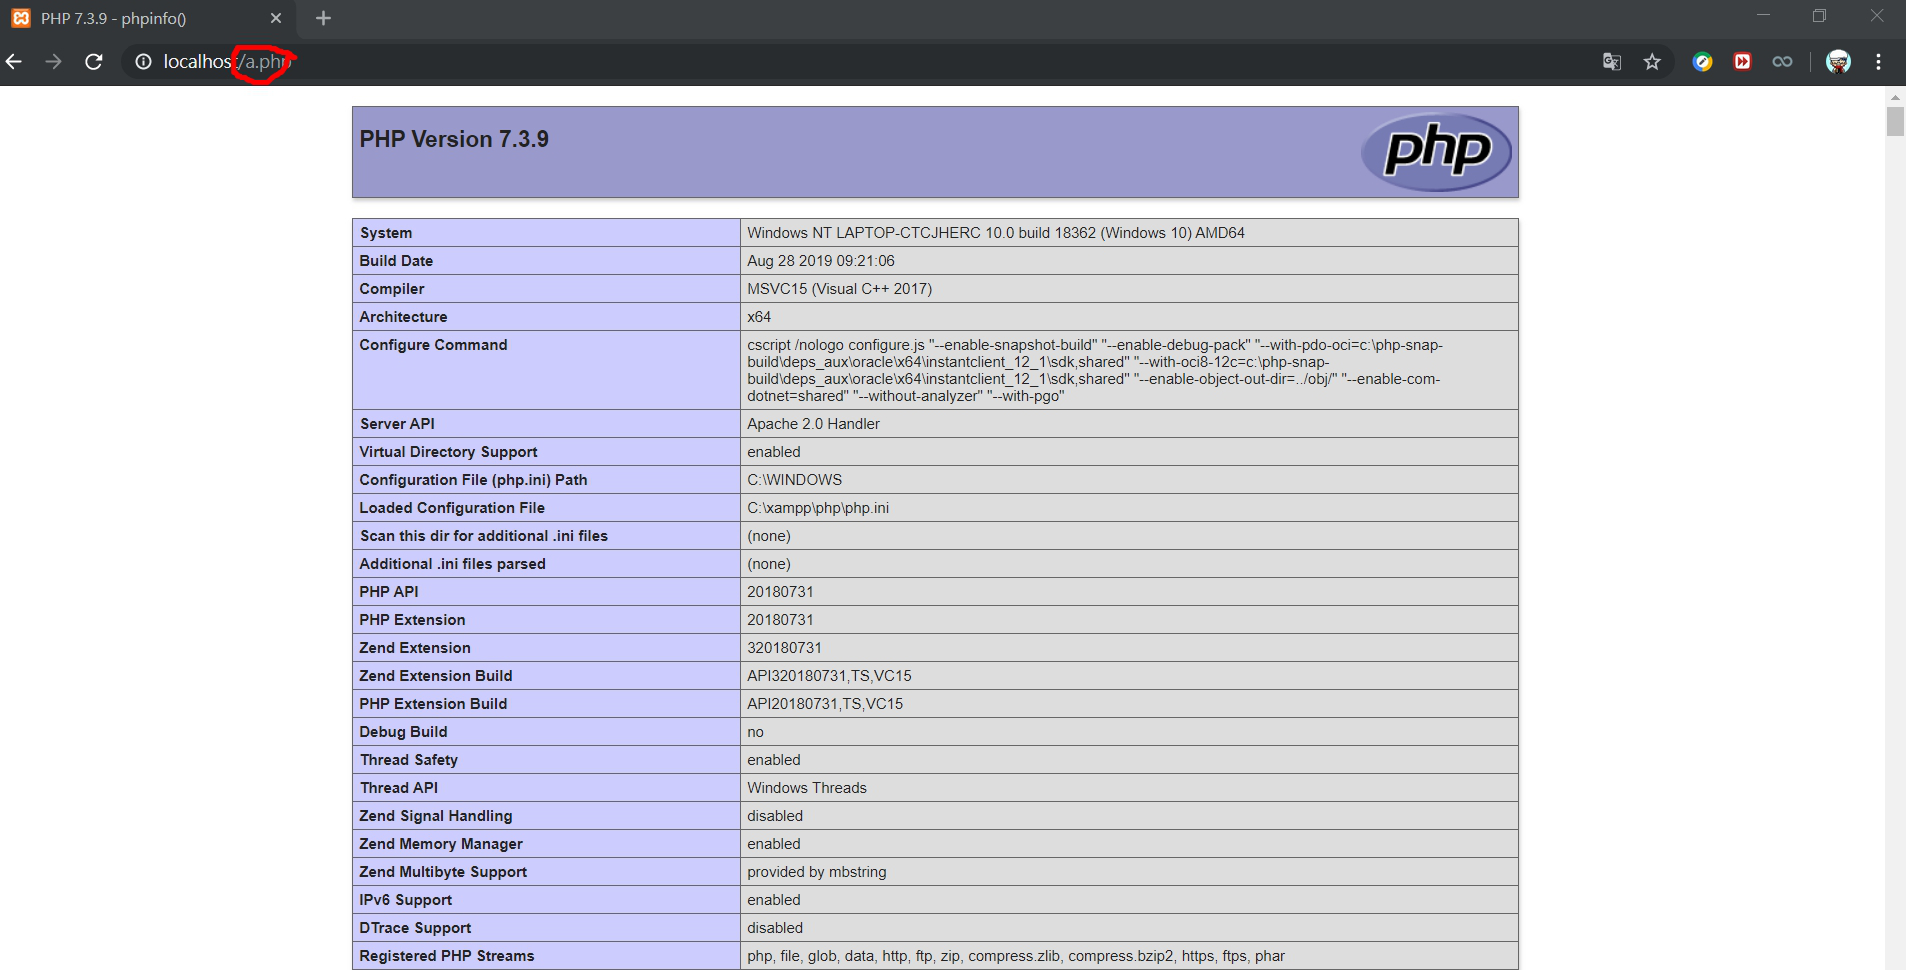 PHP 7.3.9 - phpinfo()
localhost/a.php
PHP Version 7.3.9
php
System Windows NT LAPTOP-CTCJHERC 10.0 build 18362 (Windows 10) AMD64
Build Date Aug 28 2019 09:21:06
Compiler MSVC15 (Visual C++ 2017)
Architecture x64
Configure Command cscript /nologo configure.js "--enable-snapshot-build" "--enable-debug-pack" "--with-pdo-oci=c:\php-snap-
build\deps_aux\oracle\x64\instantclient_12_1\sdk,shared" "--with-oci8-12c=c:\php-snap-
build\deps_aux\oracle\x64\instantclient_12_1\sdk,shared" "--enable-object-out-dir=../obj/" "--enable-com-
dotnet=shared" "--without-analyzer" "--with-pgo"
Server API Apache 2.0 Handler
Virtual Directory Support enabled
Configuration File (php.ini) Path C:\WINDOWS
Loaded Configuration File C:\xampp\php\php.ini
Scan this dir for additional .ini files (none)
Additional .ini files parsed (none)
PHP API 20180731
PHP Extension 20180731
Zend Extension 320180731
Zend Extension Build API320180731,TS,VC15
PHP Extension Build API20180731,TS,VC15
Debug Build no
Thread Safety enabled
Thread API Windows Threads
Zend Signal Handling disabled
Zend Memory Manager enabled
Zend Multibyte Support provided by mbstring
IPv6 Support enabled
DTrace Support disabled
Registered PHP Streams php, file, glob, data, http, ftp, zip, compress.zlib, compress.bzip2, https, ftps, phar